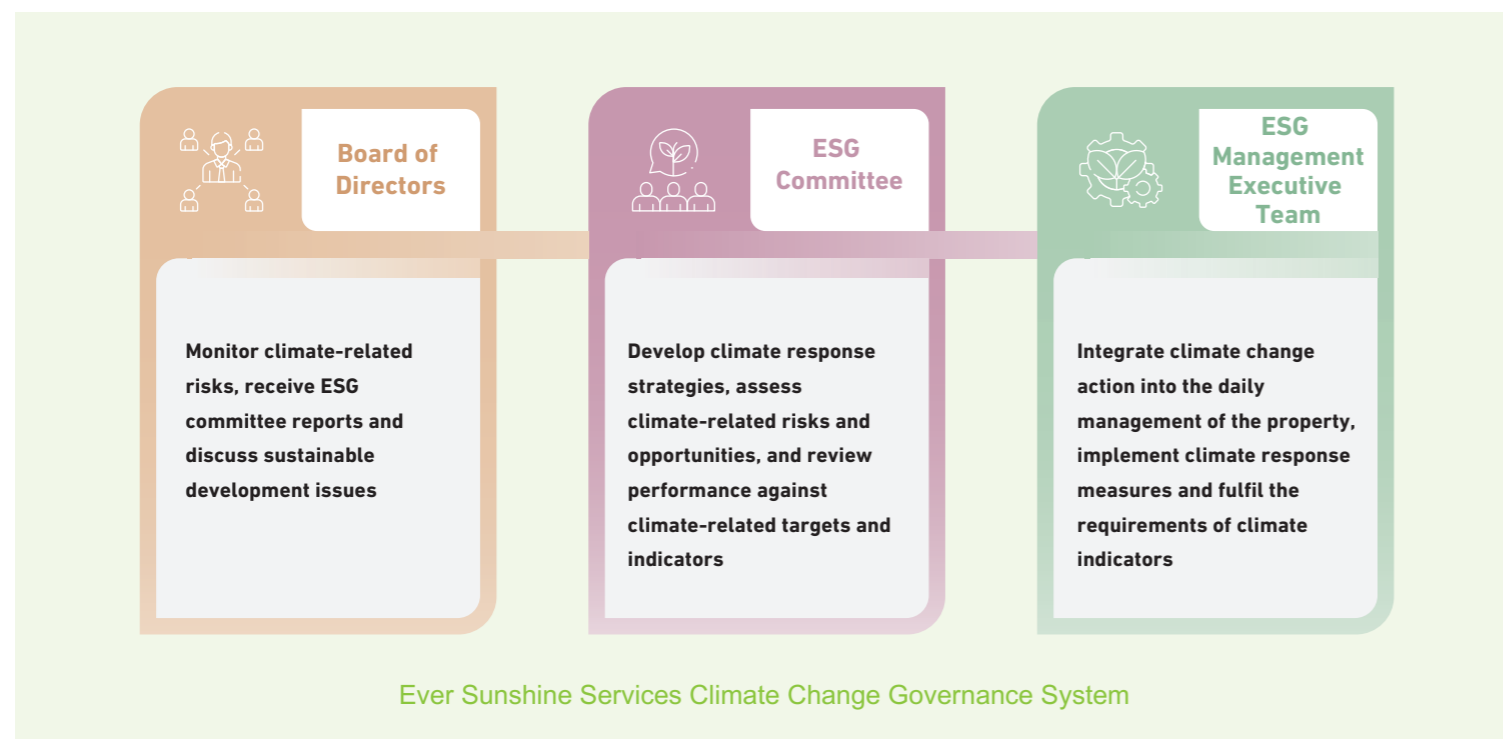 Board of
Directors
Monitor climate-related
risks, receive ESG
committee reports and
discuss sustainable
development issues
ESG
Committee
Develop climate response
strategies, assess
climate-related risks and
opportunities, and review
performance against
climate-related targets and
indicators
ESG
Management
Executive
Team
Integrate climate change
action into the daily
management of the property,
implement climate response
measures and fulfil the
requirements of climate
indicators
Ever Sunshine Services Climate Change Governance System